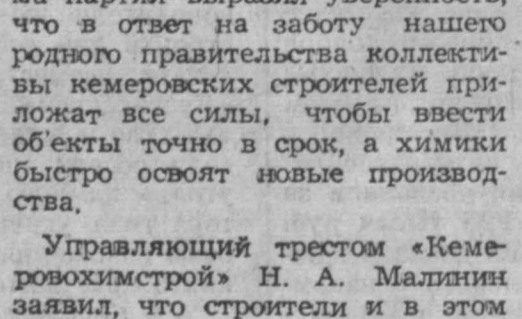 что в ответ на заботу нашего
родного правительства коллекти-
вы кемеровских строителей при-
ложат все силы, чтобы ввести
об'екты точно в срок, а химики
быстро освоят новые производ-
ства.
Управляющий трестом «Кеме-
ровохимстрой» Н. А. Малинин
заявил, что строители и в этом